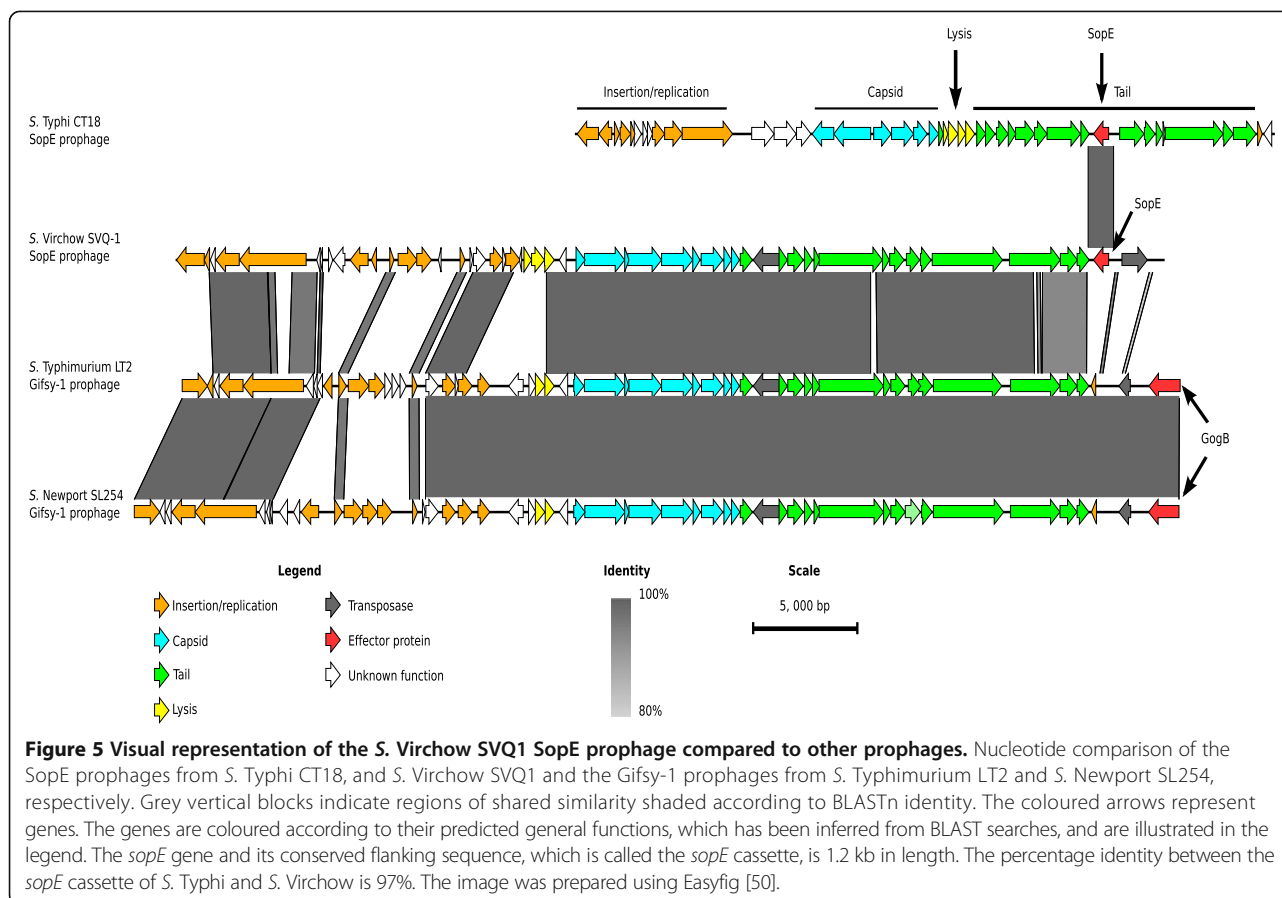 Lysis
SopE
Insertion/replication
Capsid
Tail
S. Typhi CT18
SopE prophage
SopE
S. Virchow SVQ-1
SopE prophage
S. Typhimurium LT2
Gifsy-1 prophage
GogB
S. Newport SL254
Gifsy-1 prophage
Legend
Identity
Scale
Insertion/replication
Transposase
100%
5, 000 bp
Capsid
Effector protein
Tail
Unknown function
Lysis
80%
Figure 5 Visual representation of the S. Virchow SVQ1 SopE prophage compared to other prophages. Nucleotide comparison of the
SopE prophages from S. Typhi CT18, and S. Virchow SVQ1 and the Gifsy-1 prophages from S. Typhimurium LT2 and S. Newport SL254,
respectively. Grey vertical blocks indicate regions of shared similarity shaded according to BLASTn identity. The coloured arrows represent
genes. The genes are coloured according to their predicted general functions, which has been inferred from BLAST searches, and are illustrated in the
legend. The sopE gene and its conserved flanking sequence, which is called the sopE cassette, is 1.2 kb in length. The percentage identity between the
sopE cassette of S. Typhi and S. Virchow is 97%. The image was prepared using Easyfig [50].